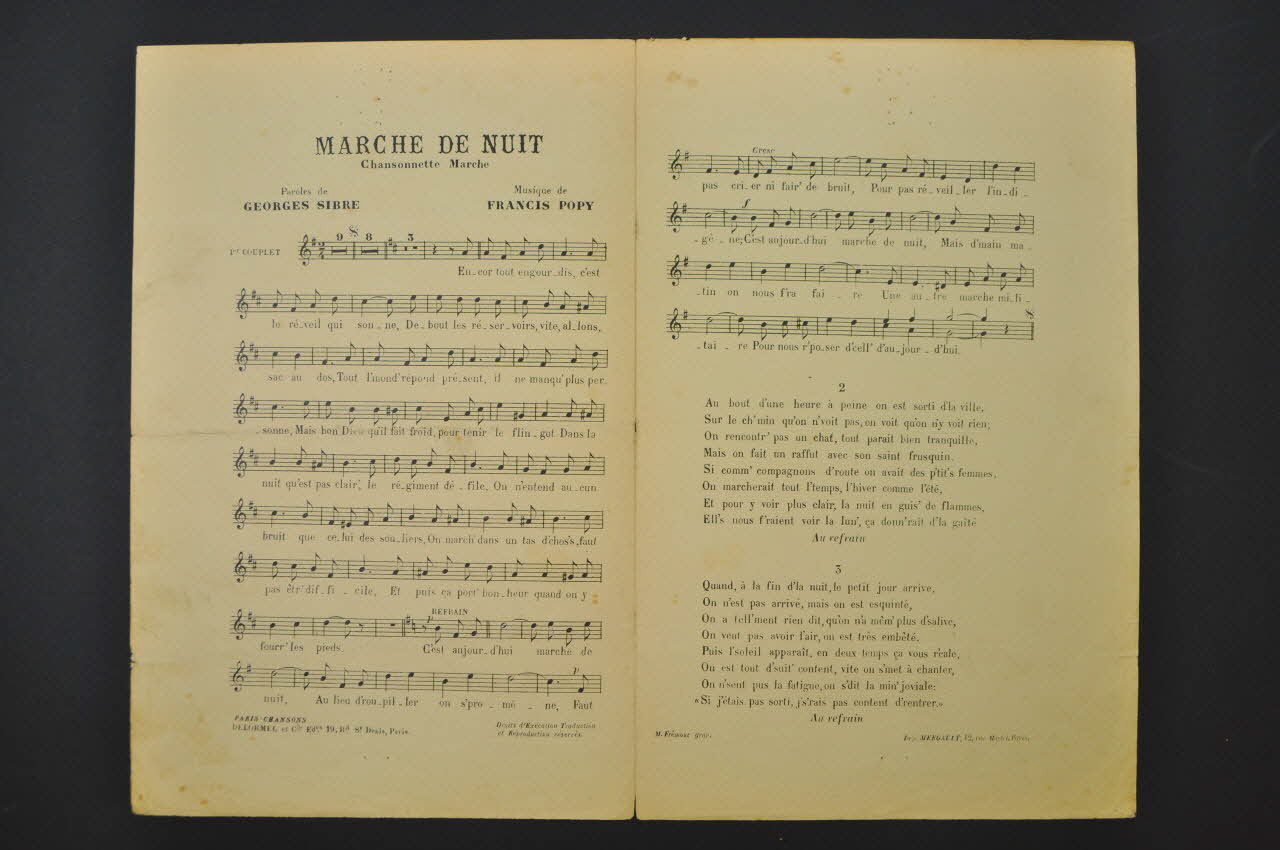 MARCHE DE NUIT
Chansonnette Marche
Paroles de
GEORGES SIBRE
Musique de
FRANCIS POPY
9 8 3
1er COUPLET
En_cor tout engour_dis, c'est
le ré_veil qui son_ne, De_bout les ré_ser_voirs, vite, al_lons,
sac au dos, Tout l'mond' répond pré_sent, il ne manqu' plus per_
_sonne, Mais bon Dieu qu'il fait froid, pour tenir le flin_got Dans la
nuit qu'est pas clair', le ré_giment dé_file, On n'entend au_cun
bruit que ce_lui des sou_liers, On march' dans un tas d'chos's, faut
pas êtr' dif_fi_cile, Et puis ça port' bon_heur quand on y
REFRAIN
p
fourr' les pieds. C'est aujour_d'hui marche de
p
nuit, Au lieu d'rou_pil_ler on s'pro_mè_ne, Faut
PARIS-CHANSONS
DELORMEL et Cie Edrs 19, Bd St Denis, Paris.
Droits d'Exécution Traduction
et Reproduction réservés.
Cresc
pas cri_er ni fair' de bruit, Pour pas ré_veil_ler l'in_di_
f
_gè_ne; C'est aujour_d'hui marche de nuit, Mais d'main ma_
_tin on nous f'ra fai_re Une au_tre marche mi_li_
_tai_re Pour nous r'po_ser d'cell' d'au_jour_d'hui.
2
Au bout d'une heure à peine on est sorti d'la ville,
Sur le ch'min qu'on n'voit pas, on voit qu'on n'y voit rien;
On rencontr' pas un chat, tout paraît bien tranquille,
Mais on fait un raffut avec son saint frusquin.
Si comm' compagnons d'route on avait des p'tit's femmes,
On marcherait tout l'temps, l'hiver comme l'été,
Et pour y voir plus clair, la nuit en guis' de flammes,
Ell's nous f'raient voir la lun', ça donn'rait d'la gaîté
Au refrain
3
Quand, à la fin d'la nuit, le petit jour arrive,
On n'est pas arrivé, mais on est esquinté,
On a tell'ment rien dit, qu'on n'a mêm' plus d'salive,
On veut pas avoir l'air, on est très embêté.
Puis l'soleil apparaît, en deux temps ça vous r'cale,
On est tout d'suit' content, vite on s'met à chanter,
On n'sent pus la fatigue, on s'dit la min' joviale:
«Si j'étais pas sorti, j's'rais pas content d'rentrer.»
Au refrain
M. Frémont grav.
Imp. MERGAULT, 12, rue Martel, Paris.